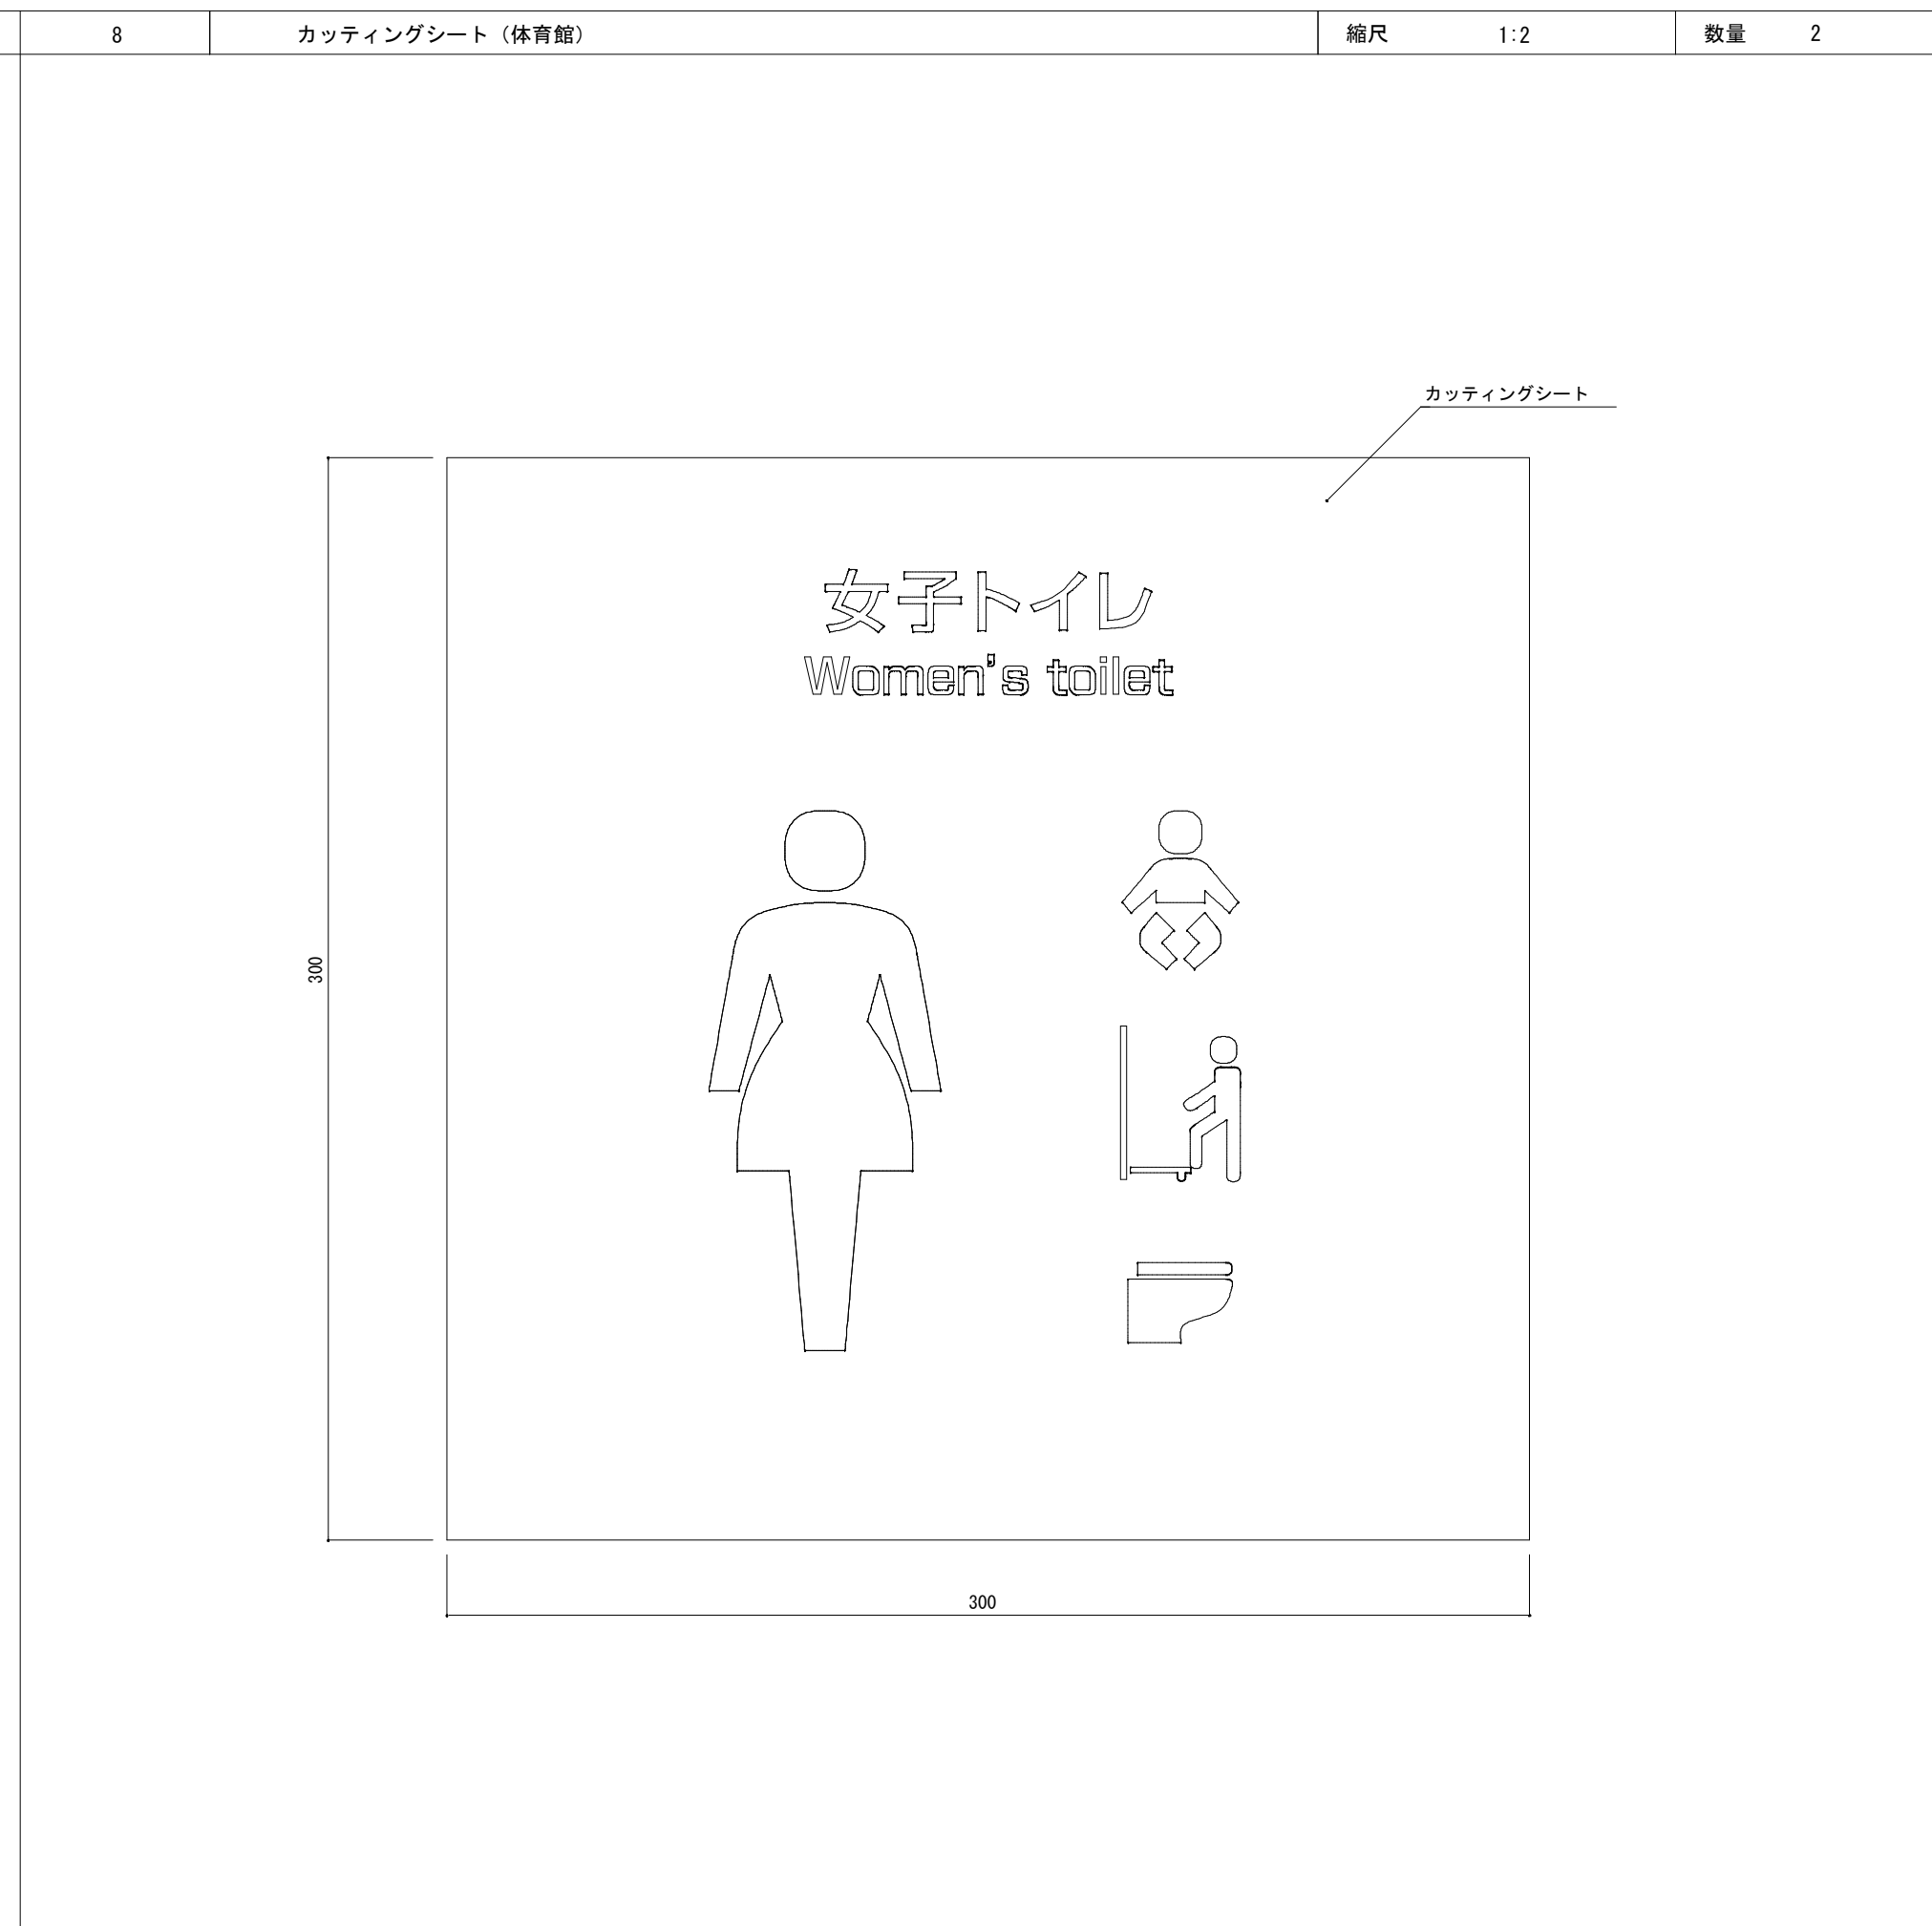 8 カッティングシート（体育館） 縮尺 1:2 数量 2
カッティングシート
女子トイレ
Women's toilet
300
300